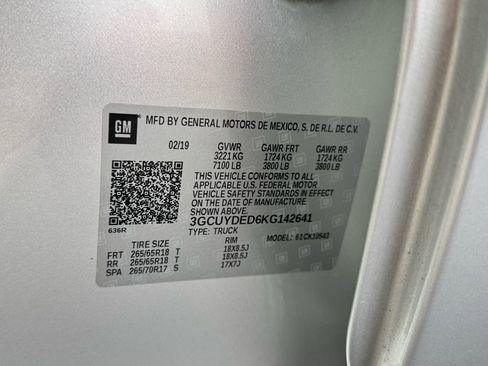 GM
MFD BY GENERAL MOTORS DE MEXICO, S. DE R.L. DE C.V.
02/19 GVWR GAWR FRT GAWR RR
3221 KG 1724 KG 1724 KG
7100 LB 3800 LB 3800 LB
THIS VEHICLE CONFORMS TO ALL
APPLICABLE U.S. FEDERAL MOTOR
VEHICLE SAFETY STANDARDS IN EFFECT
ON THE DATE OF MANUFACTURE
SHOWN ABOVE.
3GCUYDED6KG142641
636R
TYPE: TRUCK MODEL: 61CK10543
TIRE SIZE RIM
FRT 265/65R18 T 18X8.5J
RR 265/65R18 T 18X8.5J
SPA 265/70R17 S 17X7J